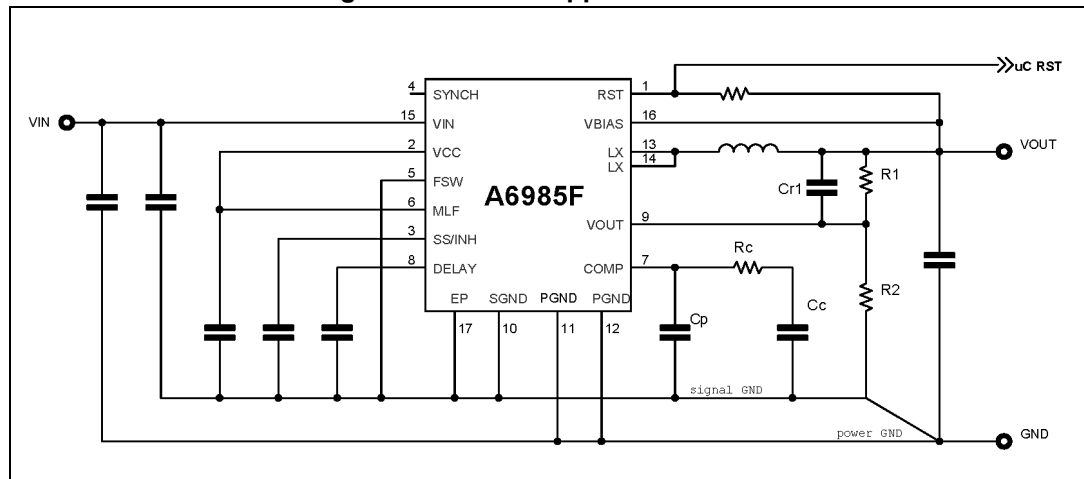 uC RST
4 SYNCH
RST 1
VIN
15 VIN
VBIAS 16
2 VCC
LX 13
LX 14
VOUT
5 FSW
A6985F
Cr1
R1
6 MLF
VOUT 9
3 SS/INH
Rc
8 DELAY
COMP 7
R2
EP SGND PGND PGND
17 10 11 12
Cp
Cc
signal GND
power GND
GND